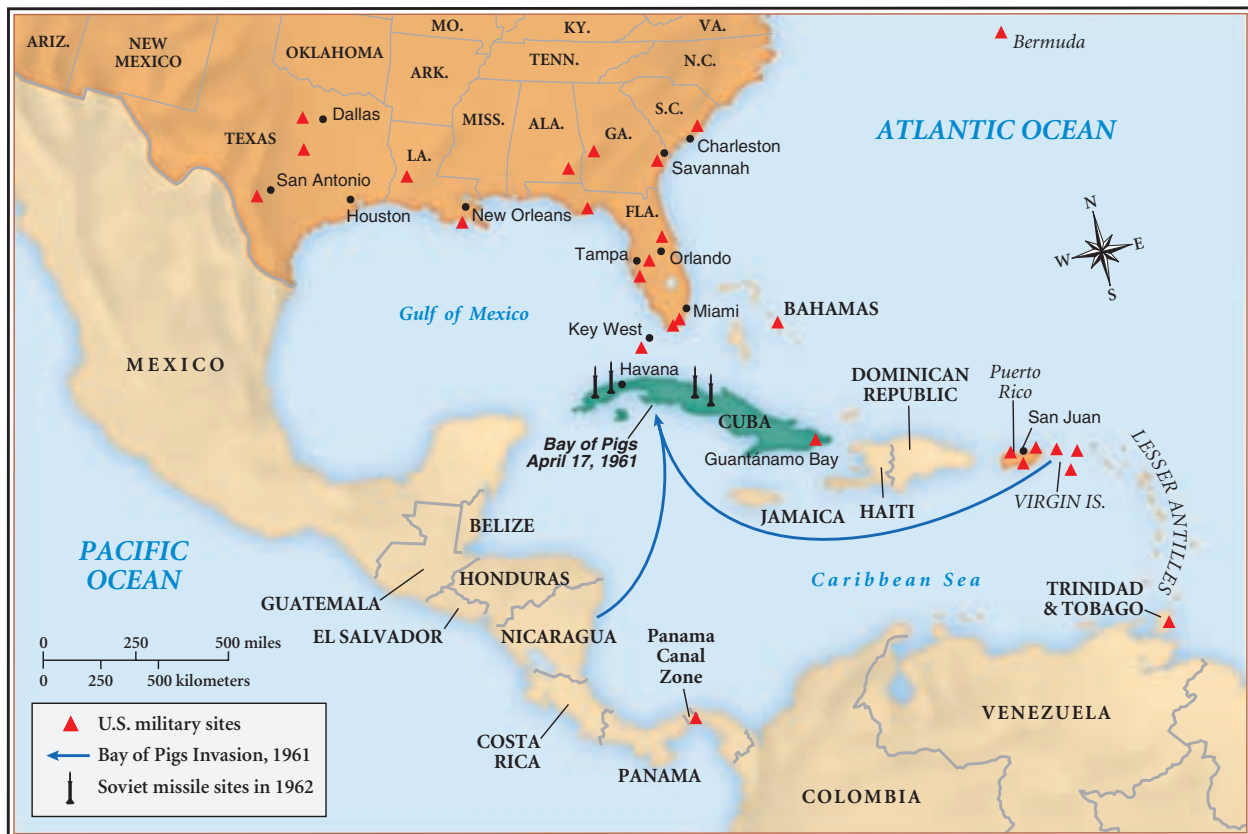 ARIZ.
NEW
MEXICO
OKLAHOMA
MO.
KY.
VA.
ARK.
TENN.
N.C.
TEXAS
Dallas
MISS.
ALA.
GA.
S.C.
LA.
Charleston
Savannah
San Antonio
Houston
New Orleans
FLA.
Tampa
Orlando
Miami
Key West
Bermuda
ATLANTIC OCEAN
N
E
W
S
Gulf of Mexico
BAHAMAS
MEXICO
Havana
CUBA
Bay of Pigs
April 17, 1961
Guantánamo Bay
DOMINICAN
REPUBLIC
Puerto
Rico
San Juan
JAMAICA
HAITI
VIRGIN IS.
LESSER ANTILLES
BELIZE
PACIFIC
OCEAN
HONDURAS
GUATEMALA
EL SALVADOR
NICARAGUA
Caribbean Sea
TRINIDAD
& TOBAGO
Panama
Canal
Zone
COSTA
RICA
PANAMA
VENEZUELA
COLOMBIA
0 250 500 miles
0 250 500 kilometers
U.S. military sites
Bay of Pigs Invasion, 1961
Soviet missile sites in 1962